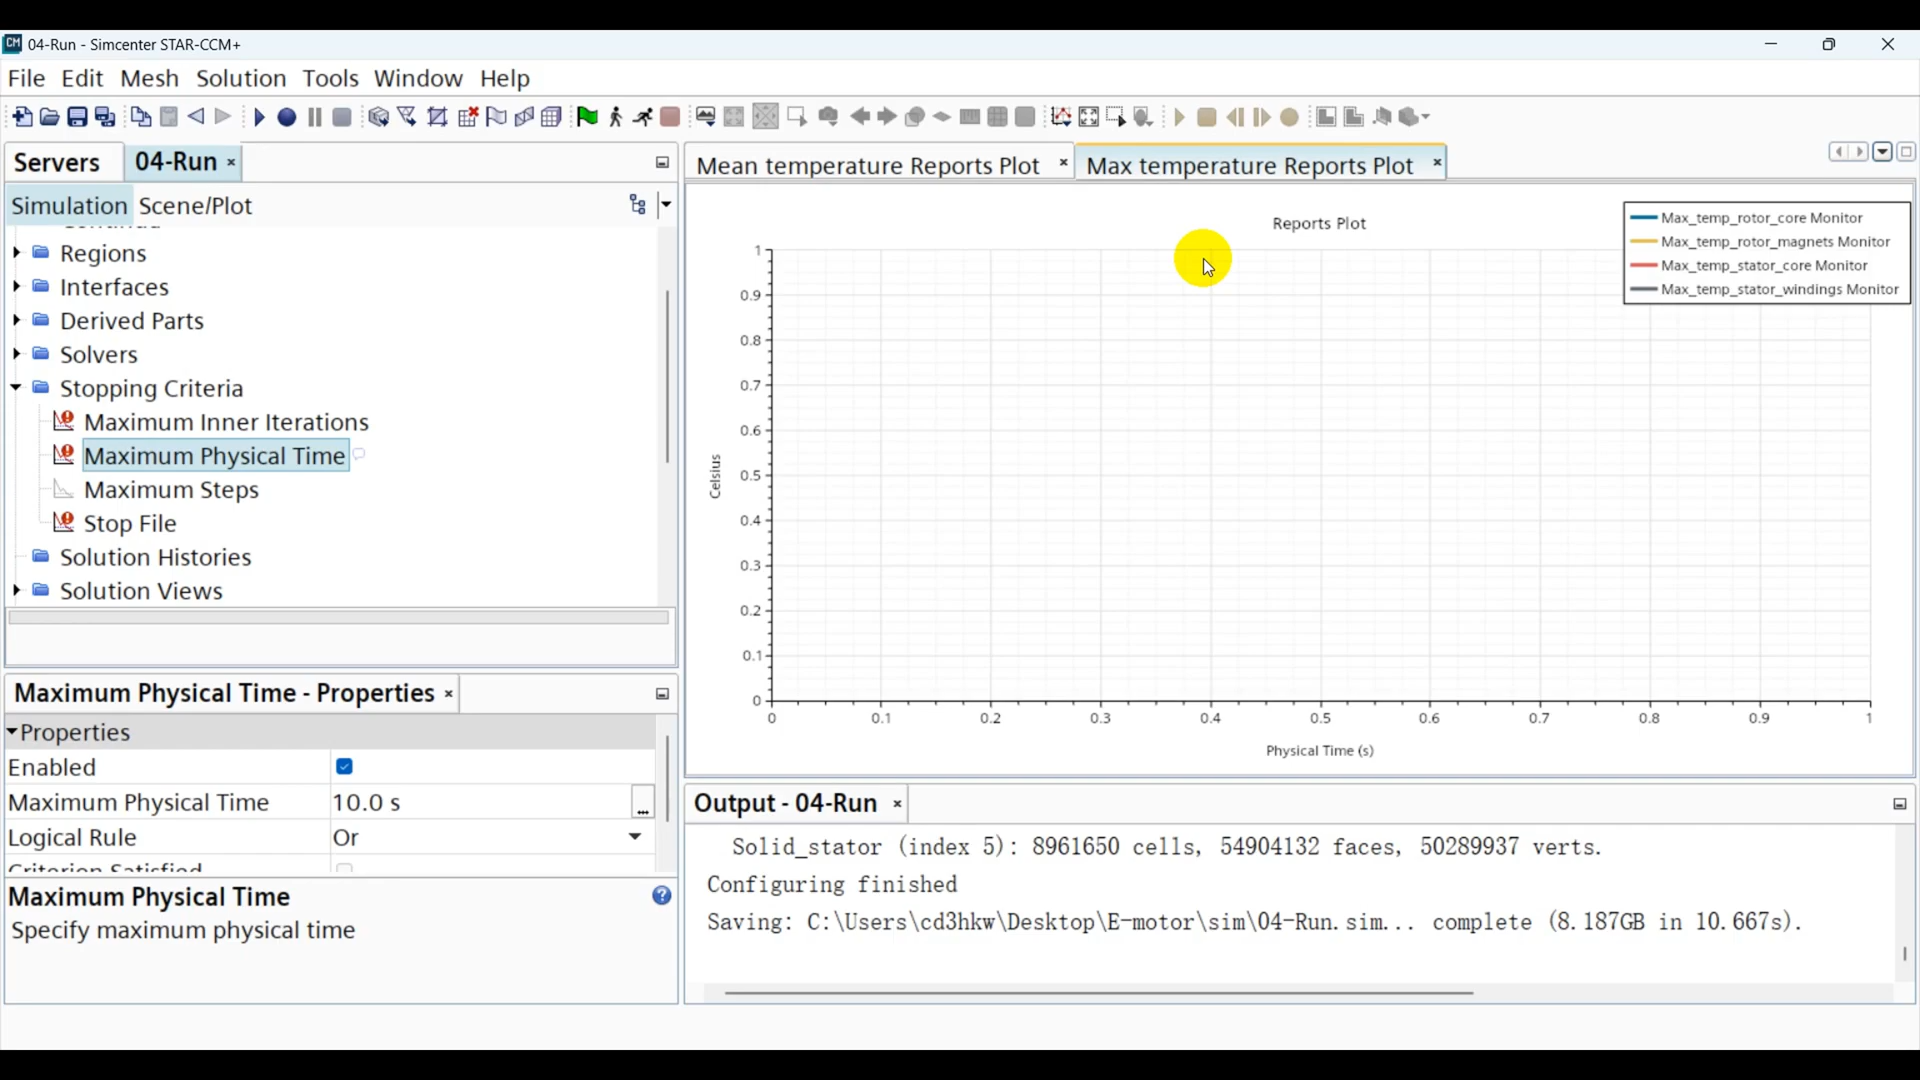 CM 04-Run - Simcenter STAR-CCM+
File Edit Mesh Solution Tools Window Help
Servers 04-Run ×
Simulation Scene/Plot
Regions
Interfaces
Derived Parts
Solvers
Stopping Criteria
Maximum Inner Iterations
Maximum Physical Time
Maximum Steps
Stop File
Solution Histories
Solution Views
Maximum Physical Time - Properties ×
Properties
Enabled
Maximum Physical Time 10.0 s ...
Logical Rule Or
Criterion Satisfied
Maximum Physical Time
Specify maximum physical time
Mean temperature Reports Plot × Max temperature Reports Plot ×
Reports Plot
Max_temp_rotor_core Monitor
Max_temp_rotor_magnets Monitor
Max_temp_stator_core Monitor
Max_temp_stator_windings Monitor
Celsius
1
0.9
0.8
0.7
0.6
0.5
0.4
0.3
0.2
0.1
0
0 0.1 0.2 0.3 0.4 0.5 0.6 0.7 0.8 0.9 1
Physical Time (s)
Output - 04-Run ×
Solid_stator (index 5): 8961650 cells, 54904132 faces, 50289937 verts.
Configuring finished
Saving: C:\Users\cd3hkw\Desktop\E-motor\sim\04-Run.sim... complete (8.187GB in 10.667s).